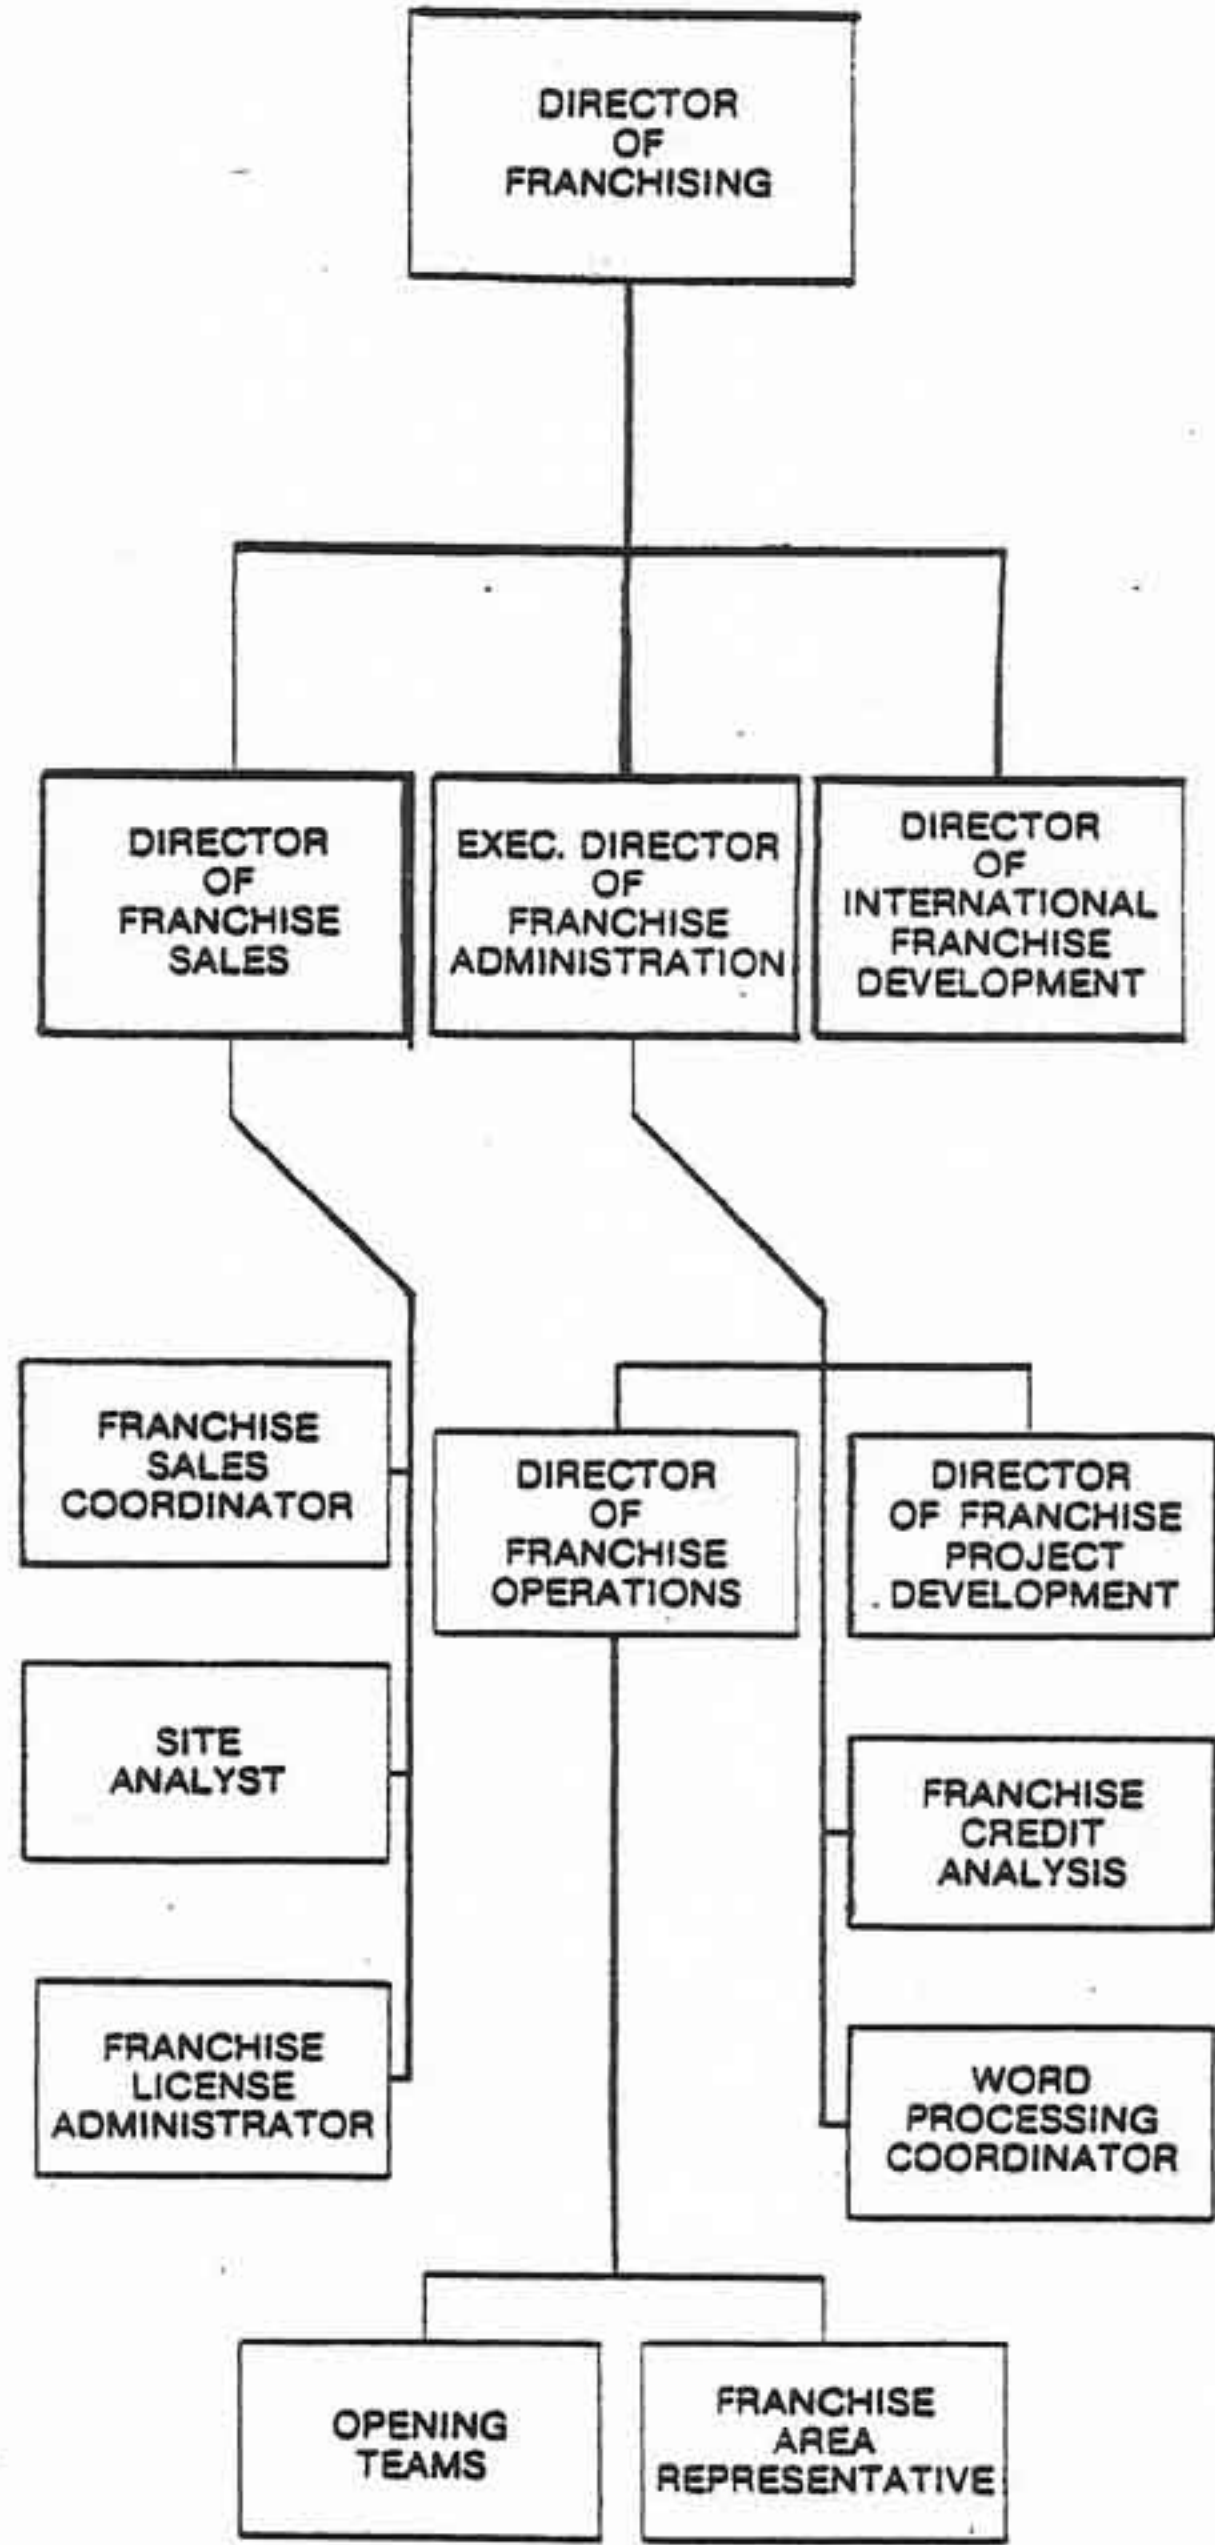 DIRECTOR
OF
FRANCHISING
DIRECTOR
OF
FRANCHISE
SALES
EXEC. DIRECTOR
OF
FRANCHISE
ADMINISTRATION
DIRECTOR
OF
INTERNATIONAL
FRANCHISE
DEVELOPMENT
FRANCHISE
SALES
COORDINATOR
DIRECTOR
OF
FRANCHISE
OPERATIONS
DIRECTOR
OF FRANCHISE
PROJECT
DEVELOPMENT
SITE
ANALYST
FRANCHISE
CREDIT
ANALYSIS
FRANCHISE
LICENSE
ADMINISTRATOR
WORD
PROCESSING
COORDINATOR
OPENING
TEAMS
FRANCHISE
AREA
REPRESENTATIVE